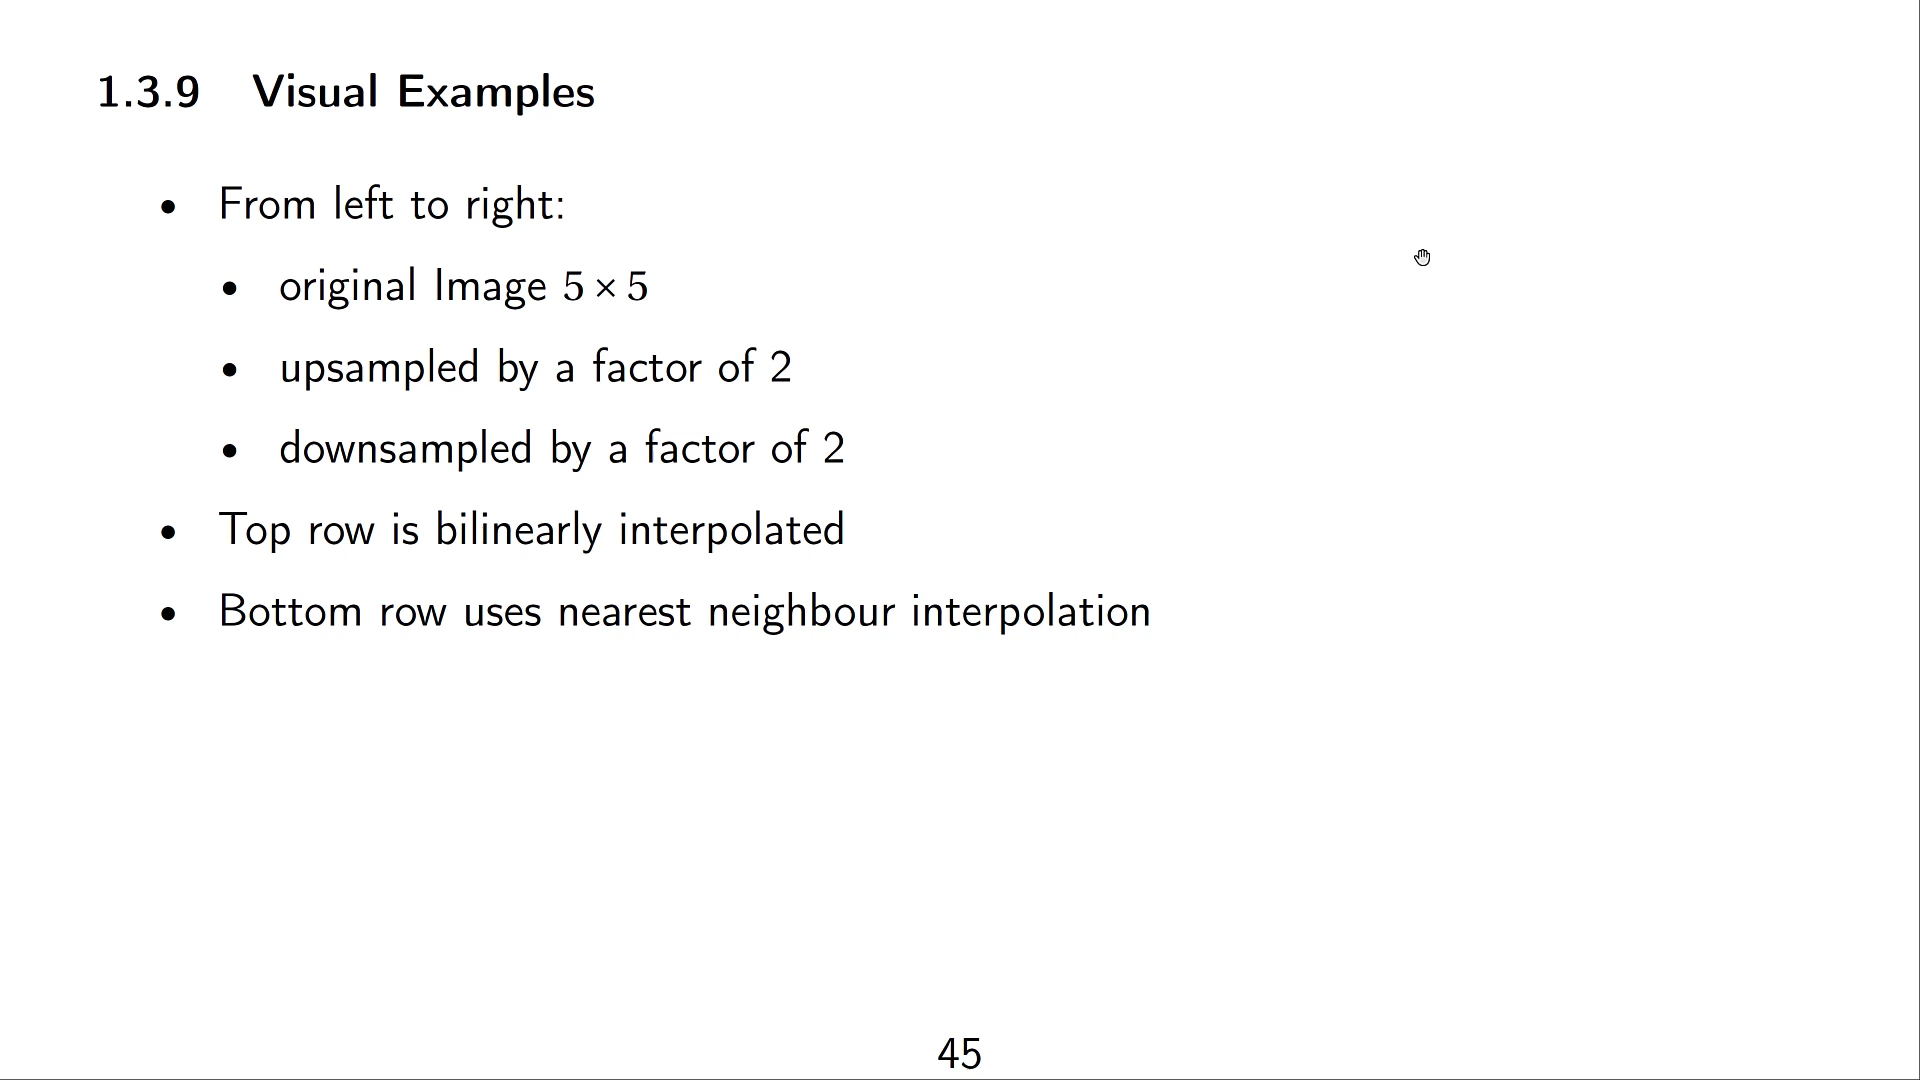 1.3.9 Visual Examples
• From left to right:
• original Image 5 × 5
• upsampled by a factor of 2
• downsampled by a factor of 2
• Top row is bilinearly interpolated
• Bottom row uses nearest neighbour interpolation
45